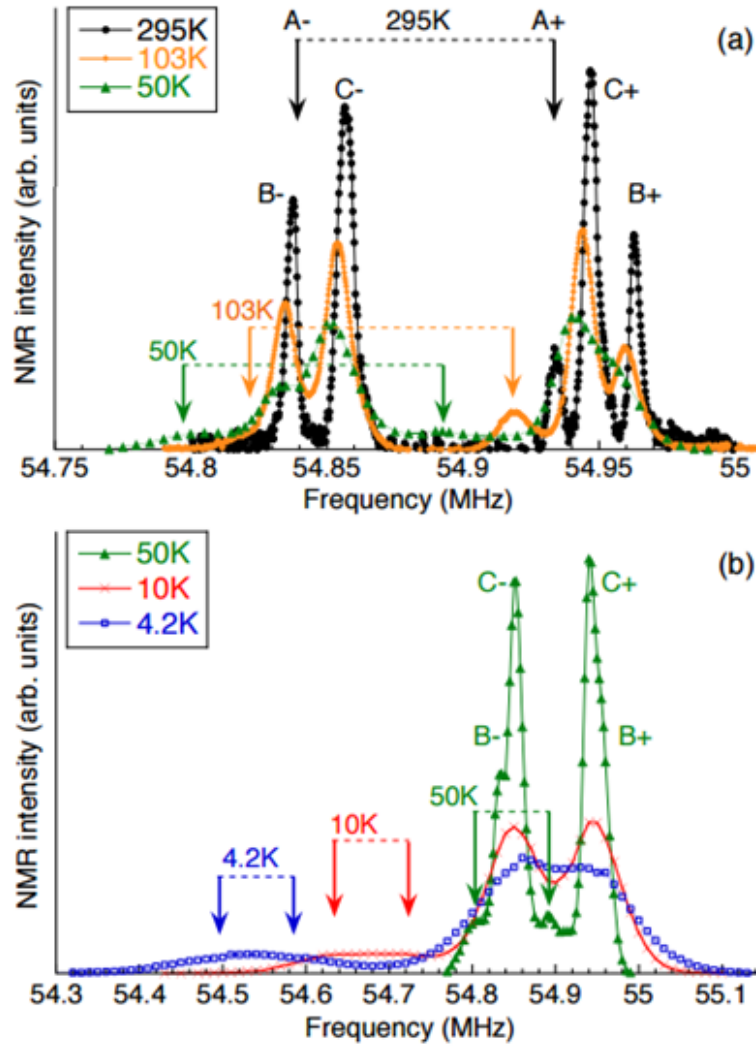 A- A+
295K (a)
295K
103K
50K
C- C+
B- B+
103K
50K
NMR intensity (arb. units)
54.75 54.8 54.85 54.9 54.95 55
Frequency (MHz)
50K
10K
4.2K
(b)
C- C+
B- B+
50K
10K
4.2K
NMR intensity (arb. units)
54.3 54.4 54.5 54.6 54.7 54.8 54.9 55 55.1
Frequency (MHz)